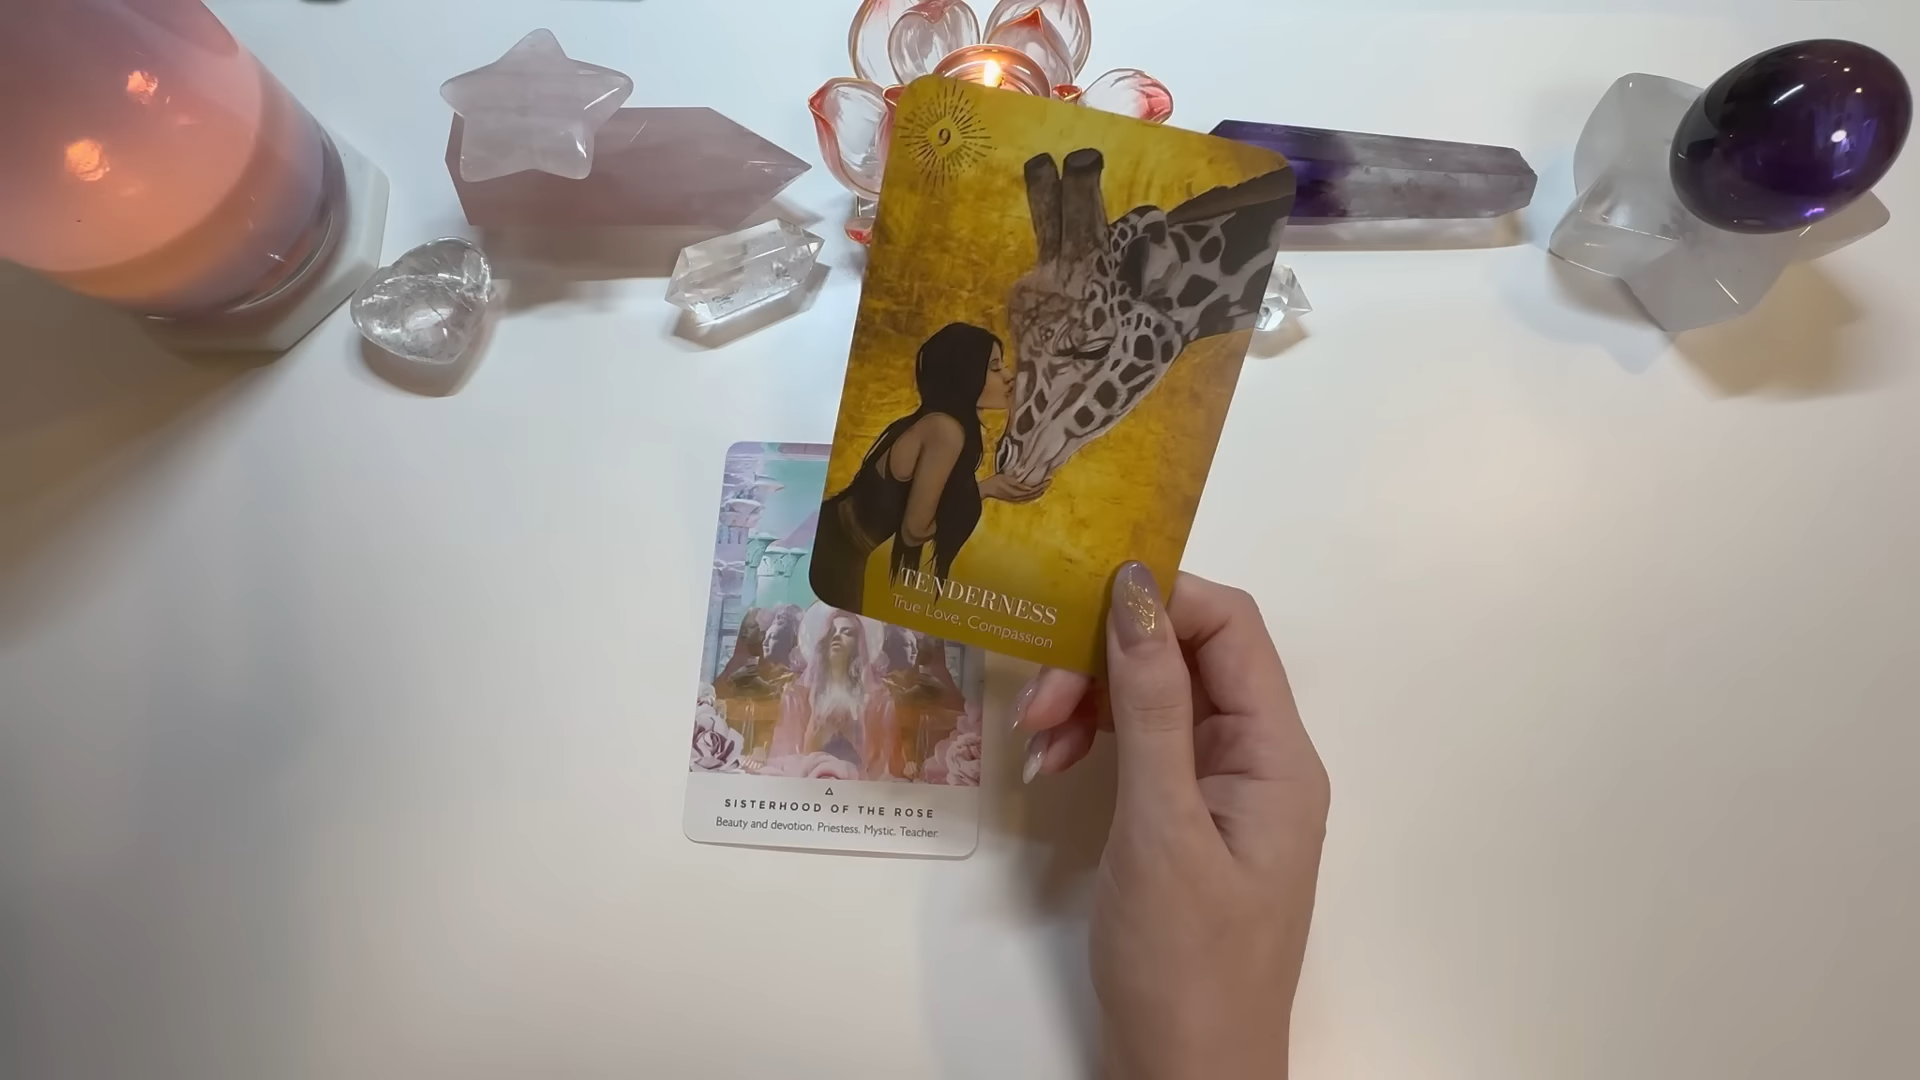 9
TENDERNESS
True Love, Compassion
SISTERHOOD OF THE ROSE
Beauty and devotion. Priestess. Mystic. Teacher.